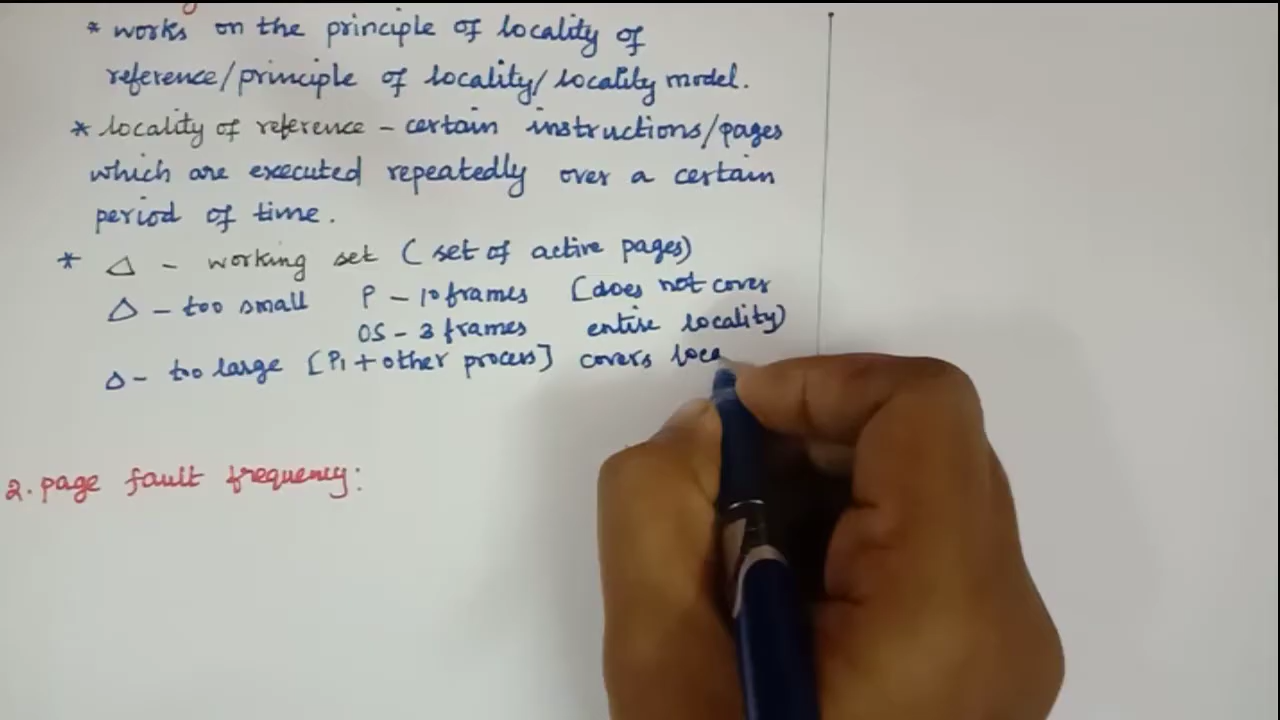 * works on the principle of locality of
reference/principle of locality/locality model.
* locality of reference - certain instructions/pages
which are executed repeatedly over a certain
period of time.
* Δ - working set (set of active pages)
Δ - too small P - 10 frames [does not cover
OS - 3 frames entire locality)
Δ - too large [P1 + other process] covers loca
2. page fault frequency: